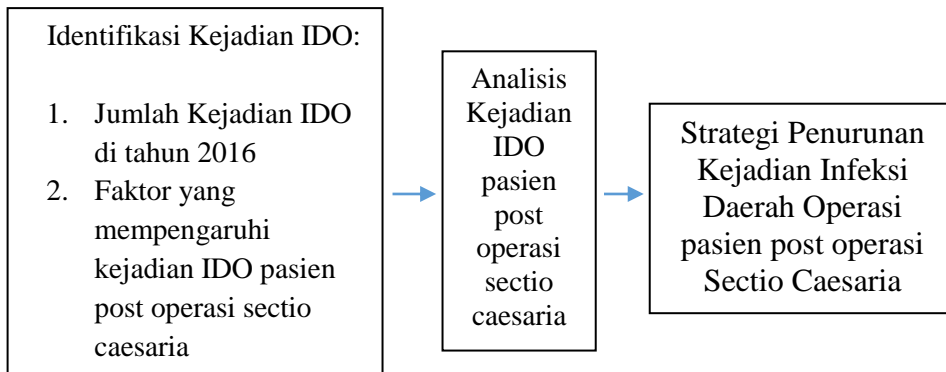 Identifikasi Kejadian IDO:
1. Jumlah Kejadian IDO
di tahun 2016
2. Faktor yang
mempengaruhi
kejadian IDO pasien
post operasi sectio
caesaria
Analisis
Kejadian
IDO
pasien
post
operasi
sectio
caesaria
Strategi Penurunan
Kejadian Infeksi
Daerah Operasi
pasien post operasi
Sectio Caesaria